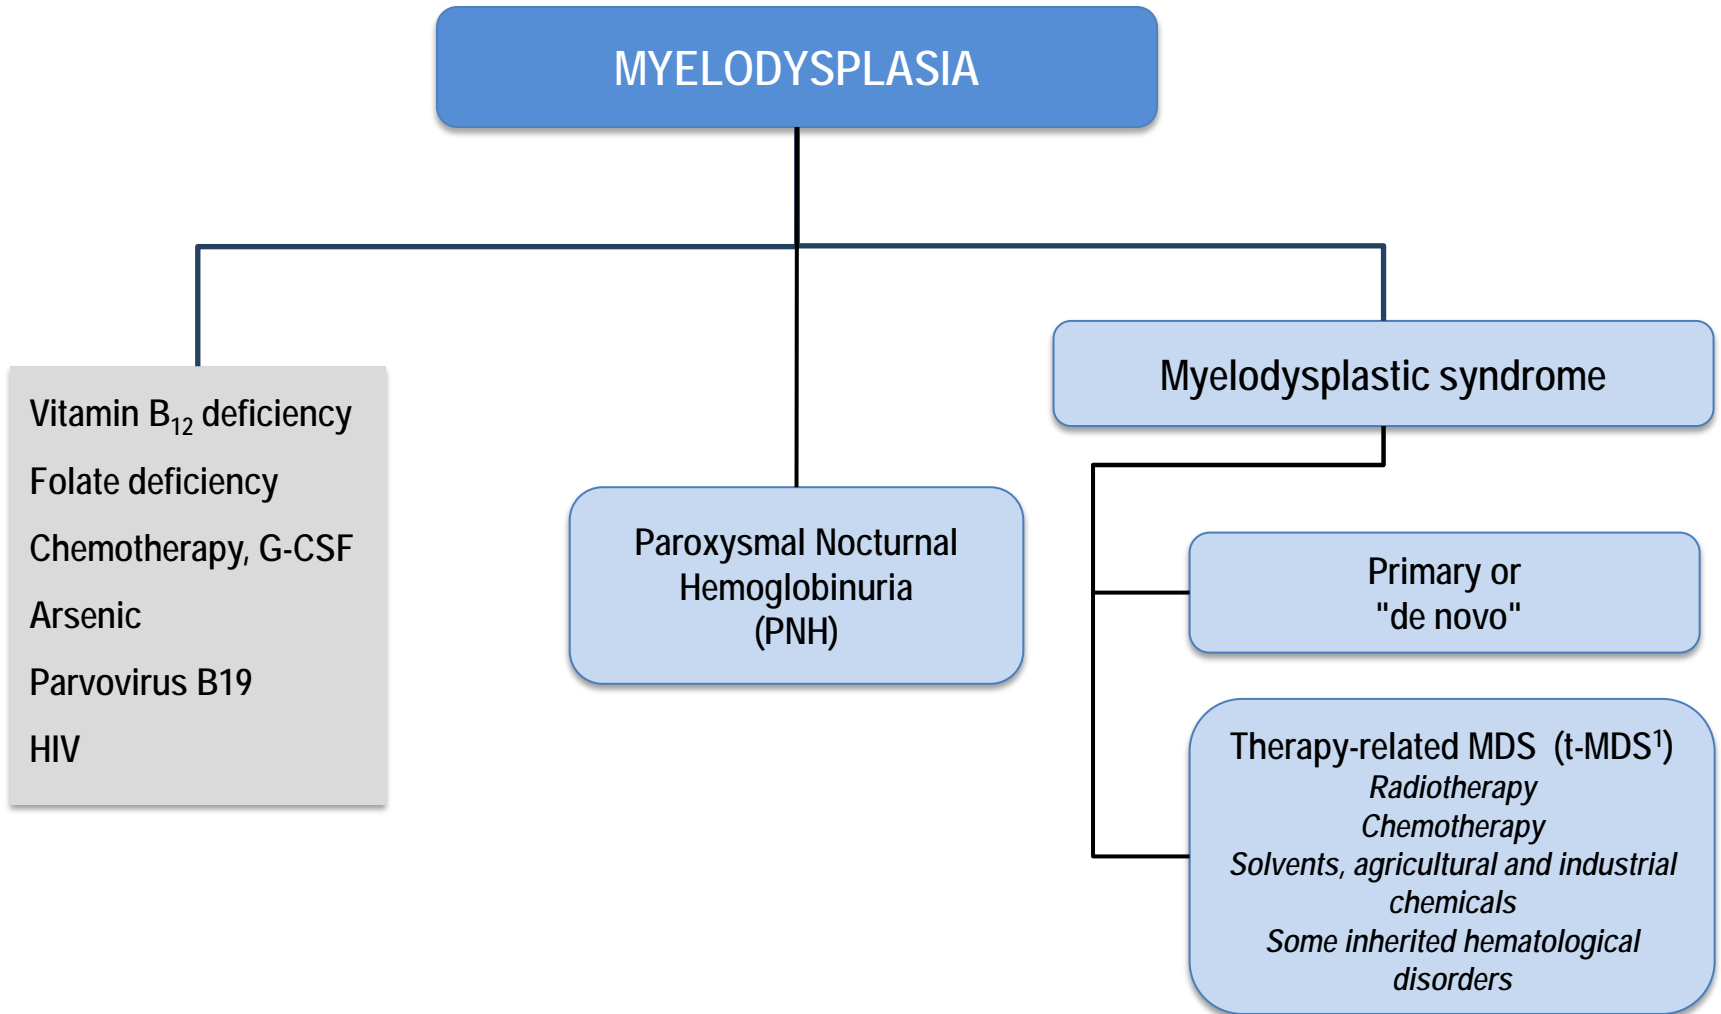 MYELODYSPLASIA
Vitamin B₁₂ deficiency
Folate deficiency
Chemotherapy, G-CSF
Arsenic
Parvovirus B19
HIV
Paroxysmal Nocturnal
Hemoglobinuria
(PNH)
Myelodysplastic syndrome
Primary or
"de novo"
Therapy-related MDS (t-MDS¹)
Radiotherapy
Chemotherapy
Solvents, agricultural and industrial
chemicals
Some inherited hematological
disorders